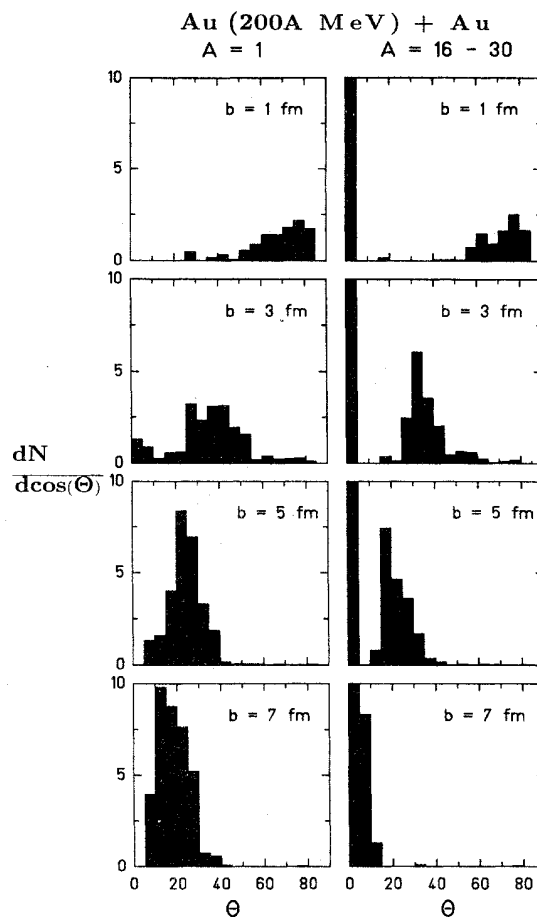 Au (200A MeV) + Au
A = 1 A = 16 - 30
10 b = 1 fm b = 1 fm
5
0
10 b = 3 fm b = 3 fm
5
0
dN
dcos(Θ)
10 b = 5 fm b = 5 fm
5
0
10 b = 7 fm b = 7 fm
5
0
0 20 40 60 80 0 20 40 60 80
Θ Θ